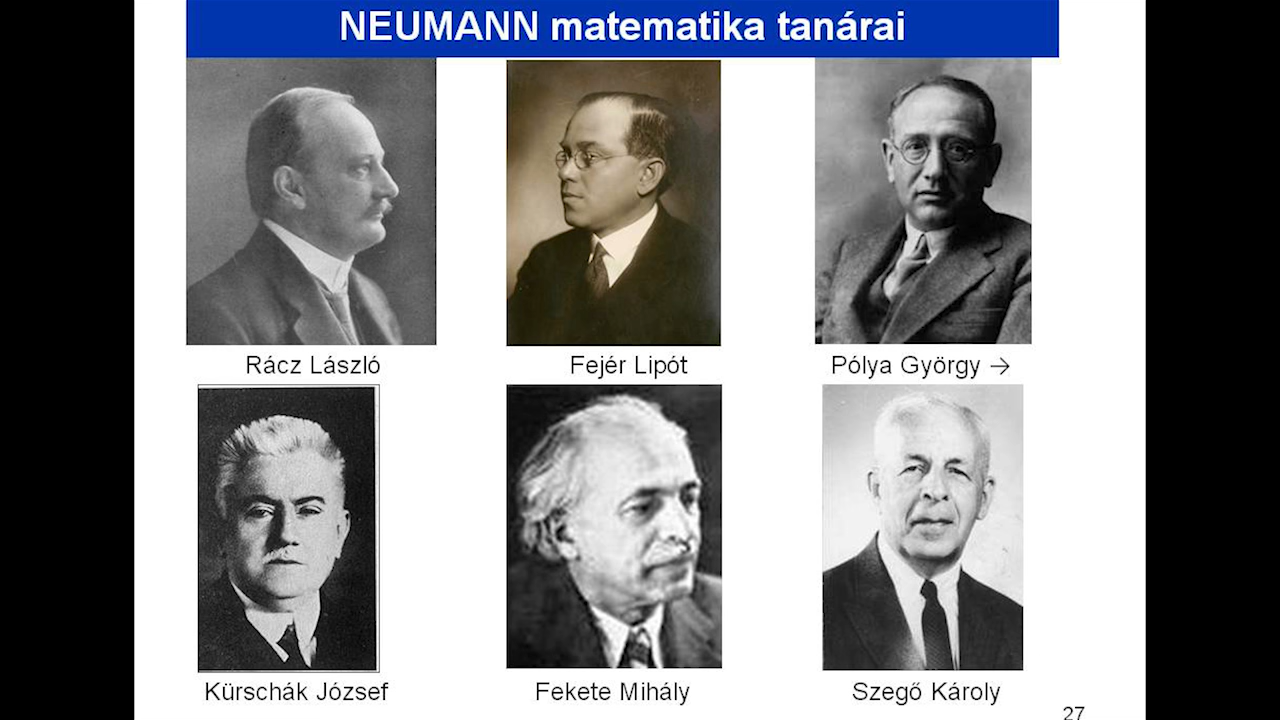 NEUMANN matematika tanárai
Rácz László
Fejér Lipót
Pólya György →
Kürschák József
Fekete Mihály
Szegő Károly
27